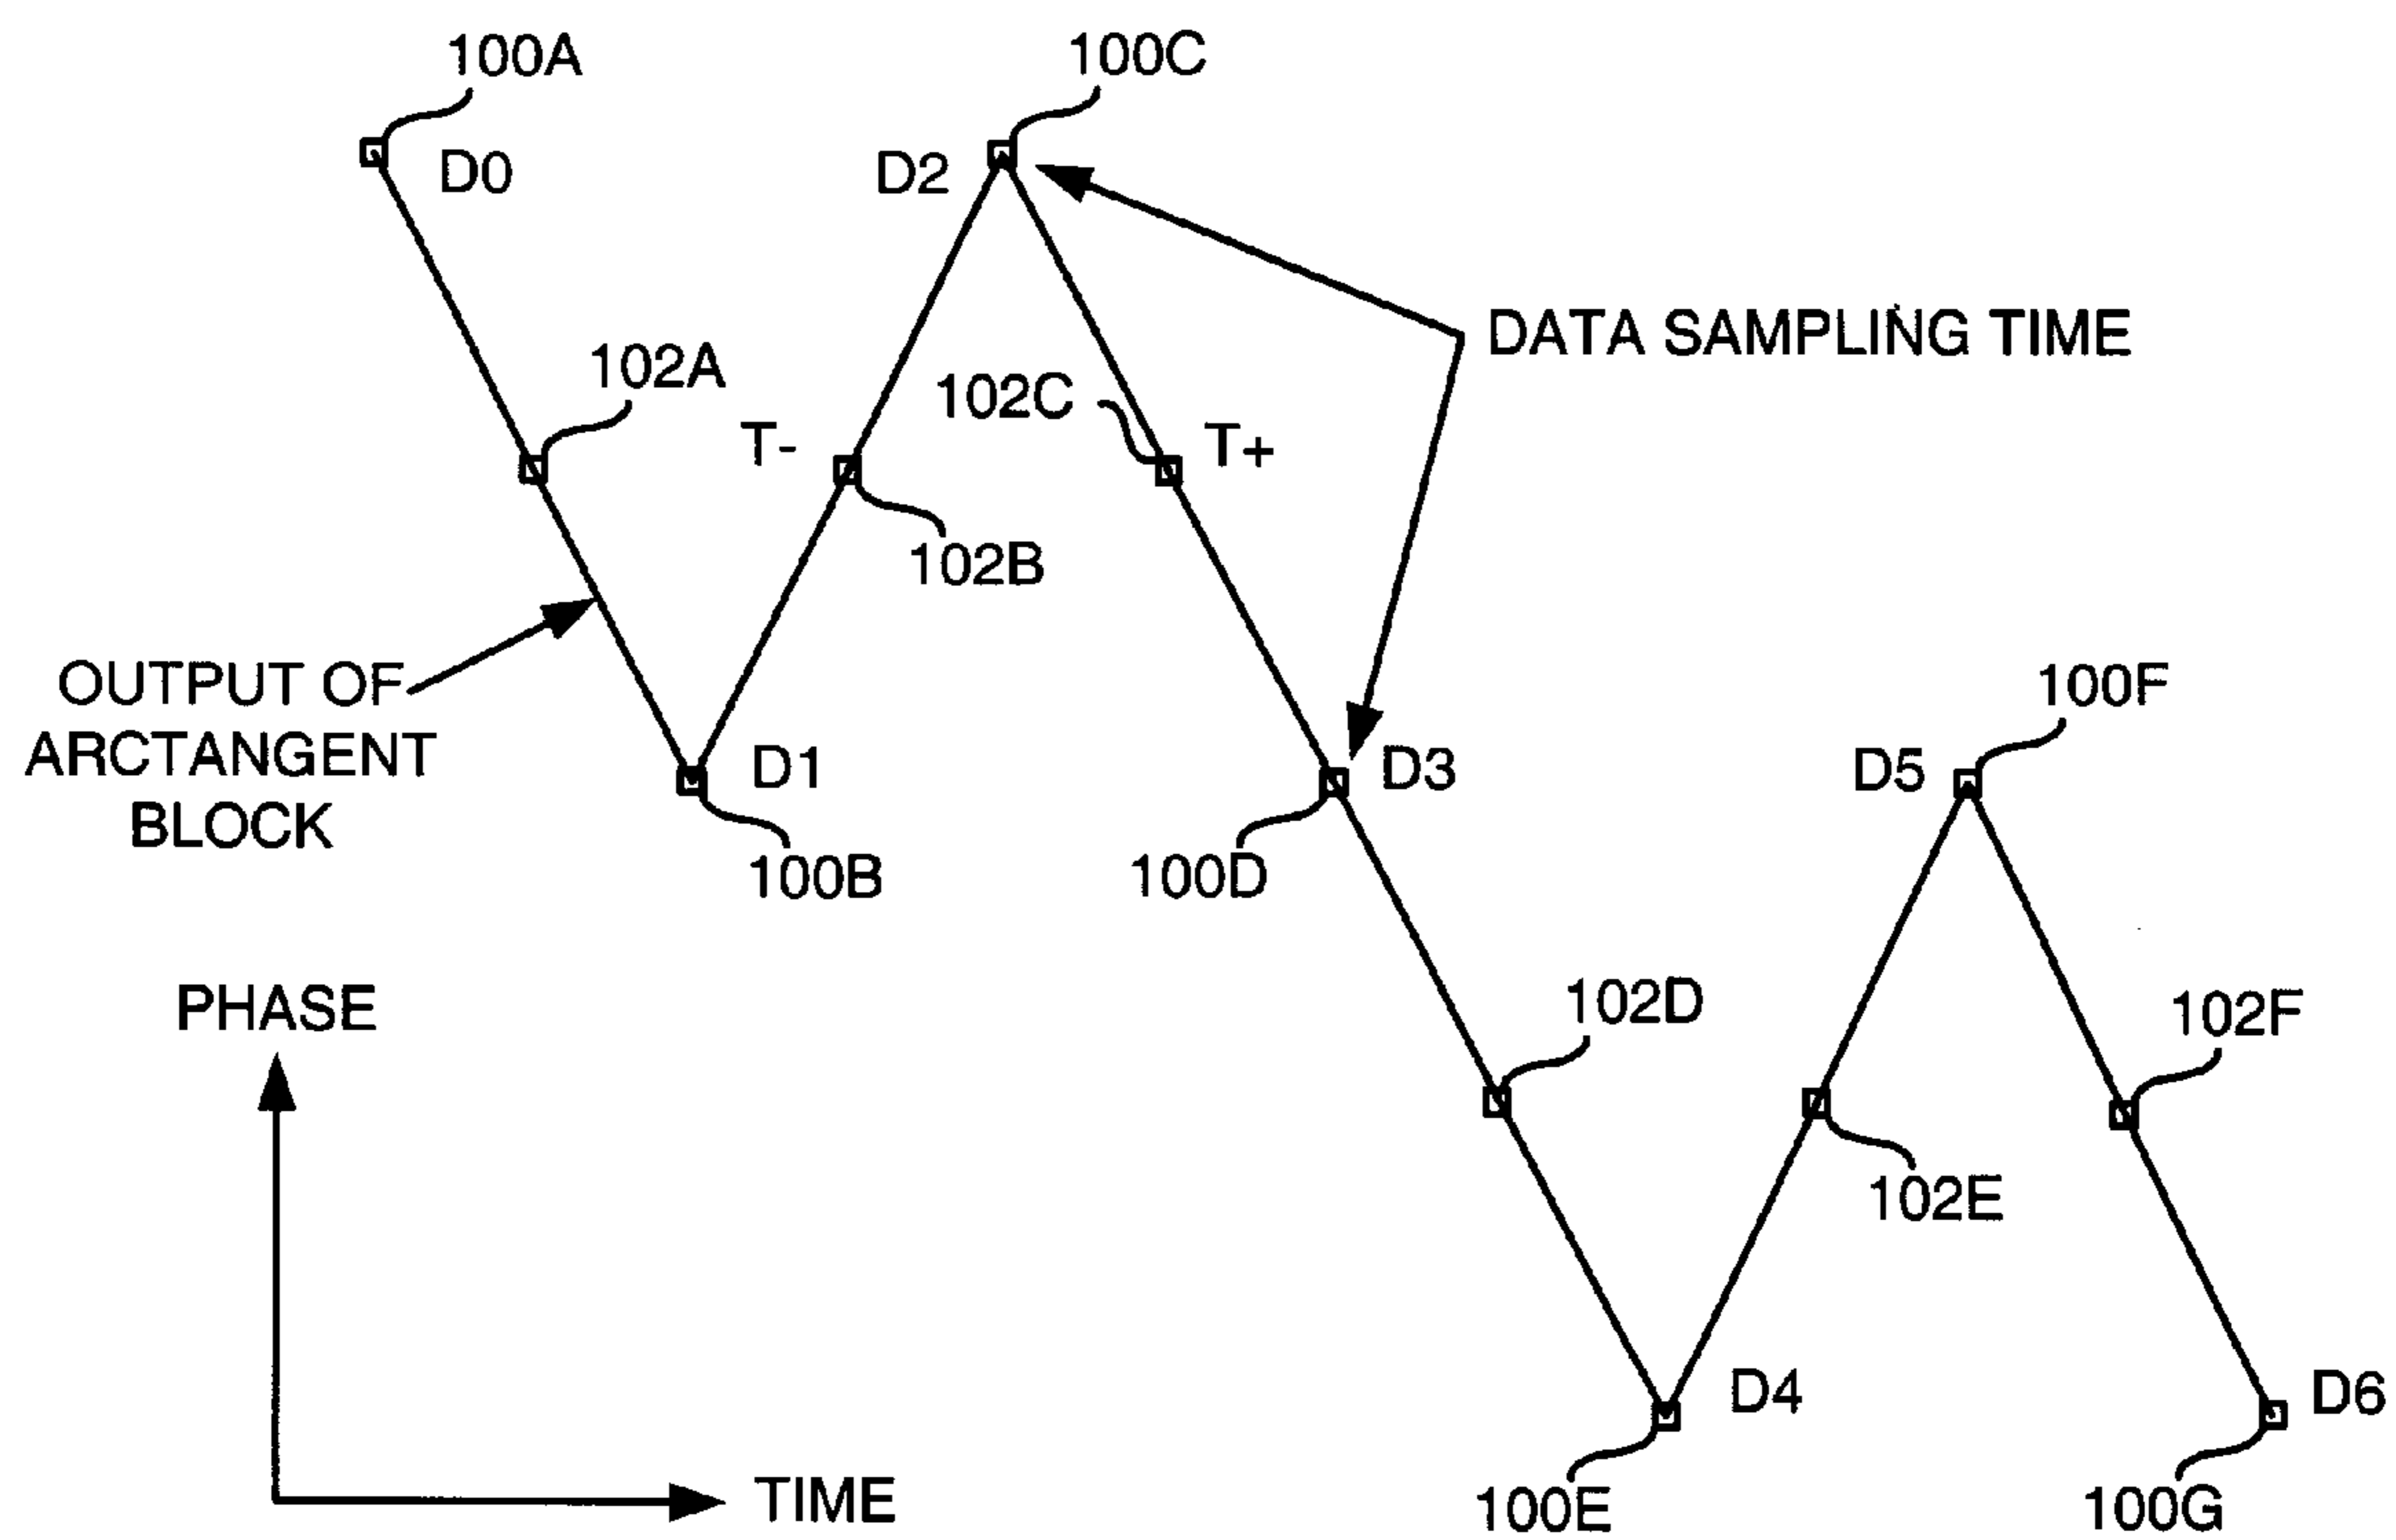 100A
100C
D0
D2
DATA SAMPLING TIME
102A
102C
T-
T+
102B
OUTPUT OF
ARCTANGENT
BLOCK
D1
D3
D5
100F
100B
100D
PHASE
102D
102F
102E
D4
D6
TIME
100E
100G